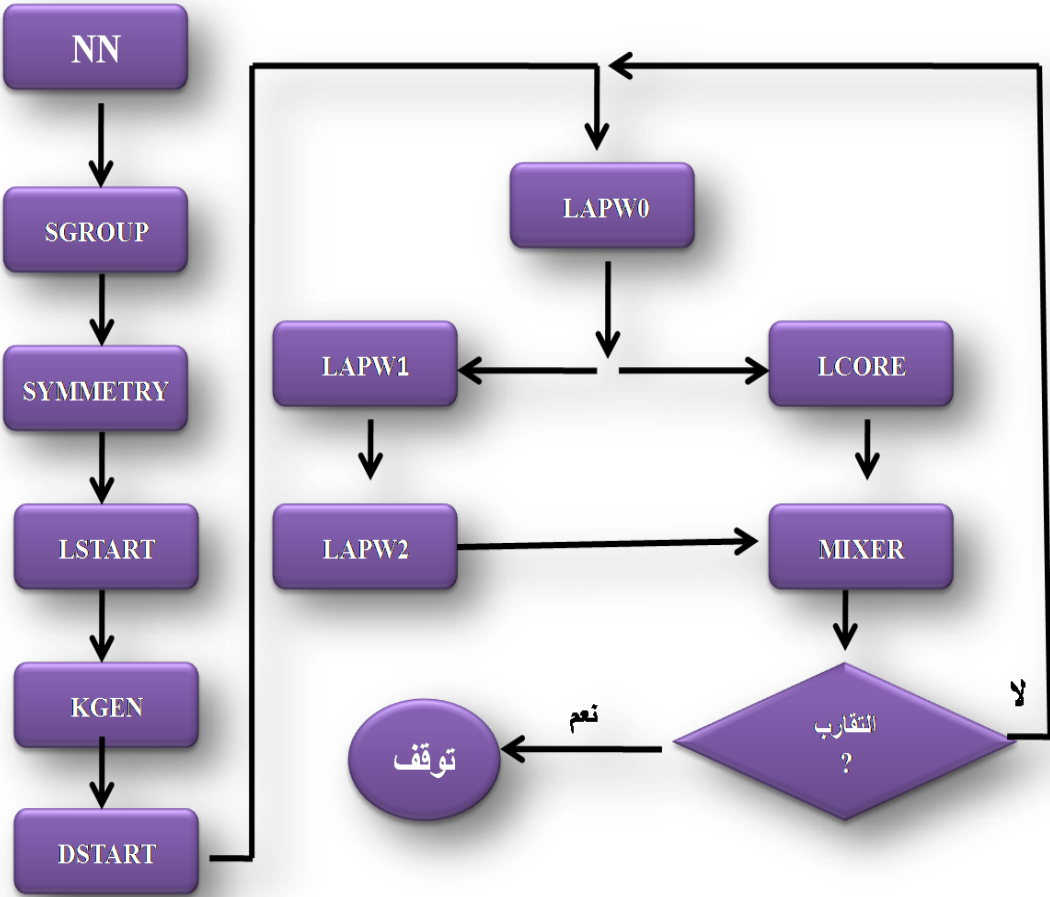 NN
SGROUP
SYMMETRY
LSTART
KGEN
DSTART
LAPW0
LAPW1
LCORE
LAPW2
MIXER
التقارب
?
لا
نعم
توقف